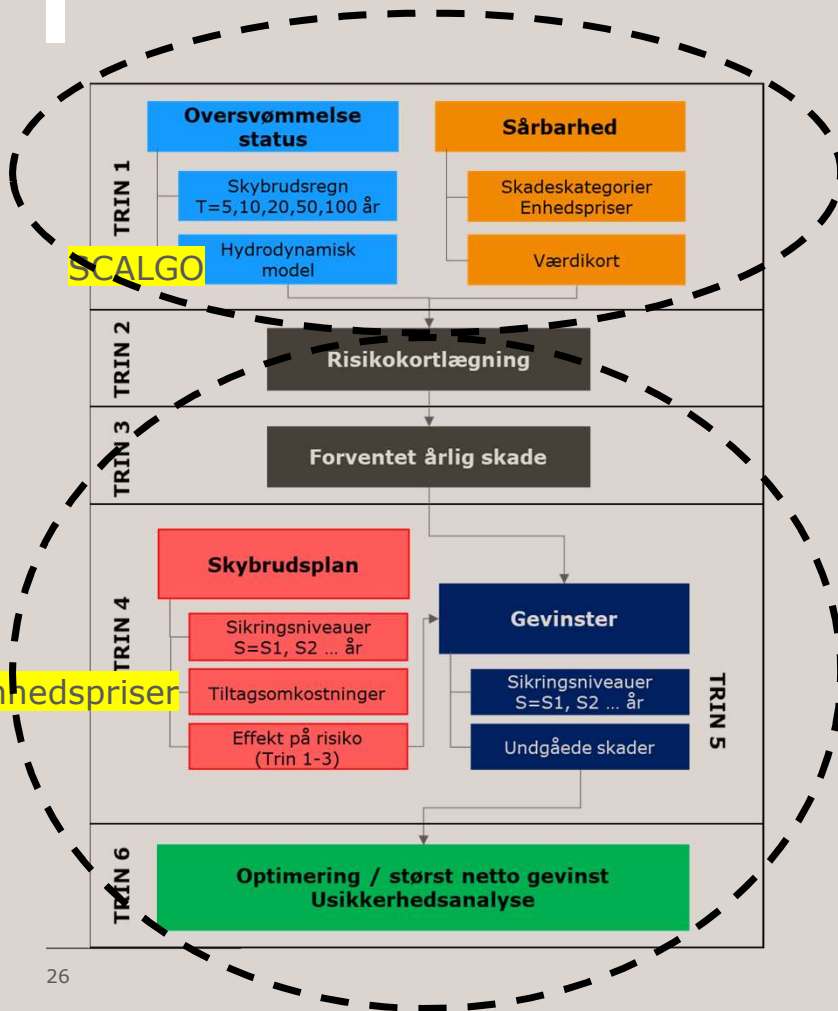 TRIN 1
Oversvømmelse
status
Skybrudsregn
T=5,10,20,50,100 år
Hydrodynamisk
model
SCALGO
Sårbarhed
Skadeskategorier
Enhedspriser
Værdikort
TRIN 2
Risikokortlægning
TRIN 3
Forventet årlig skade
TRIN 4
Skybrudsplan
Sikringsniveauer
S=S1, S2 ... år
Tiltagsomkostninger
Effekt på risiko
(Trin 1-3)
nhedspriser
Gevinster
Sikringsniveauer
S=S1, S2 ... år
Undgåede skader
TRIN 5
TRIN 6
Optimering / størst netto gevinst
Usikkerhedsanalyse
26